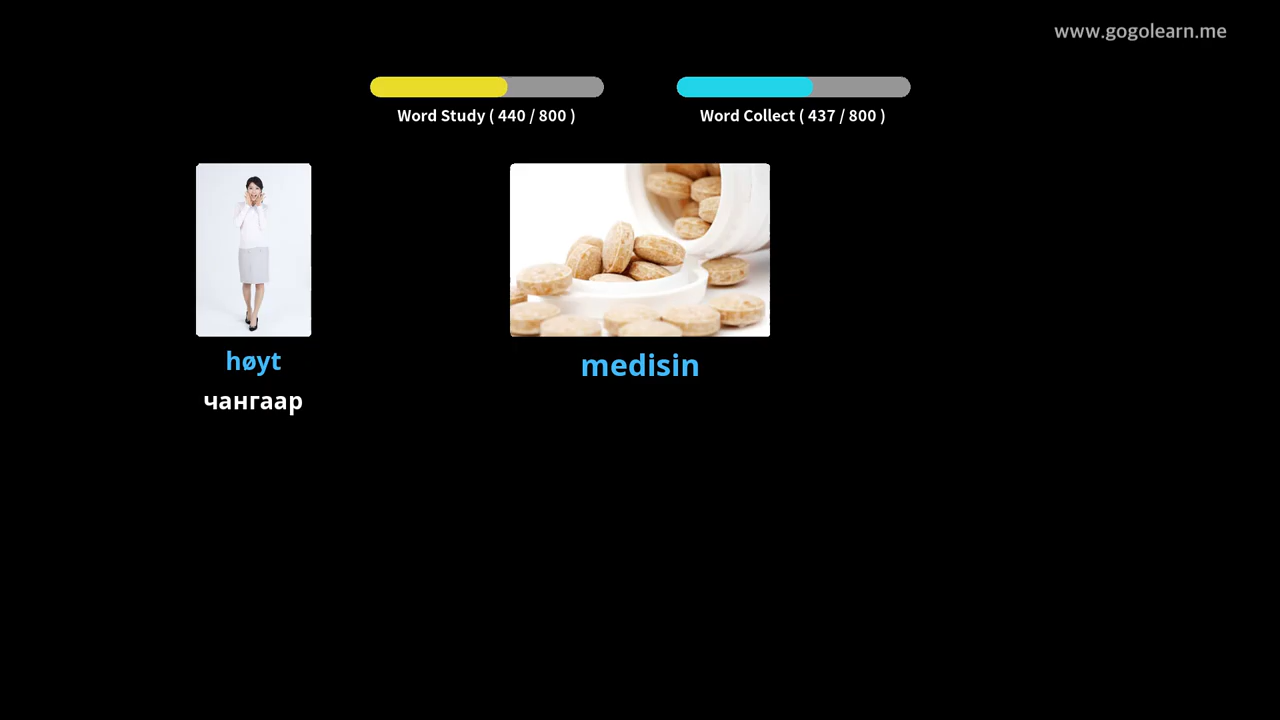 www.gogolearn.me
Word Study ( 440 / 800 )
Word Collect ( 437 / 800 )
høyt
чангаар
medisin